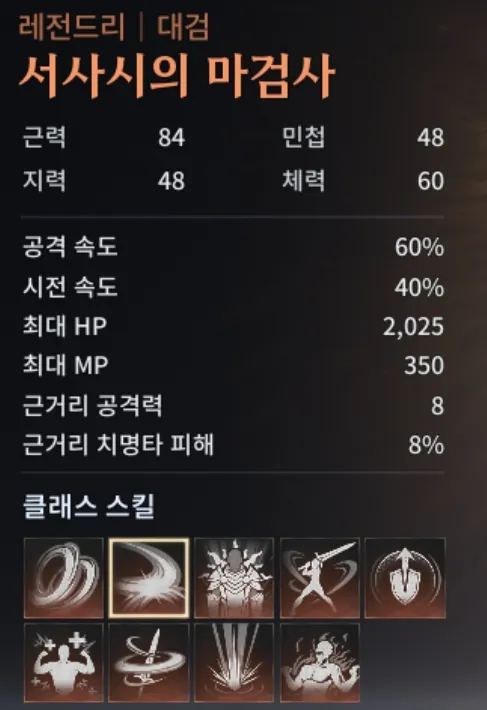 레전드리 | 대검
서사시의 마검사
근력 84 민첩 48
지력 48 체력 60
공격 속도 60%
시전 속도 40%
최대 HP 2,025
최대 MP 350
근거리 공격력 8
근거리 치명타 피해 8%
클래스 스킬